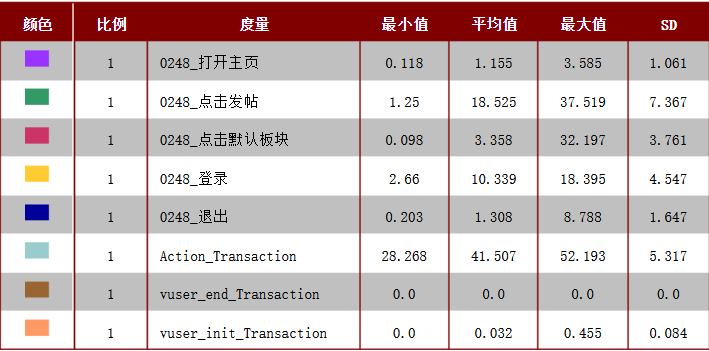 颜色 比例 度量 最小值 平均值 最大值 SD
1 0248_打开主页 0.118 1.155 3.585 1.061
1 0248_点击发帖 1.25 18.525 37.519 7.367
1 0248_点击默认板块 0.098 3.358 32.197 3.761
1 0248_登录 2.66 10.339 18.395 4.547
1 0248_退出 0.203 1.308 8.788 1.647
1 Action_Transaction 28.268 41.507 52.193 5.317
1 vuser_end_Transaction 0.0 0.0 0.0 0.0
1 vuser_init_Transaction 0.0 0.032 0.455 0.084